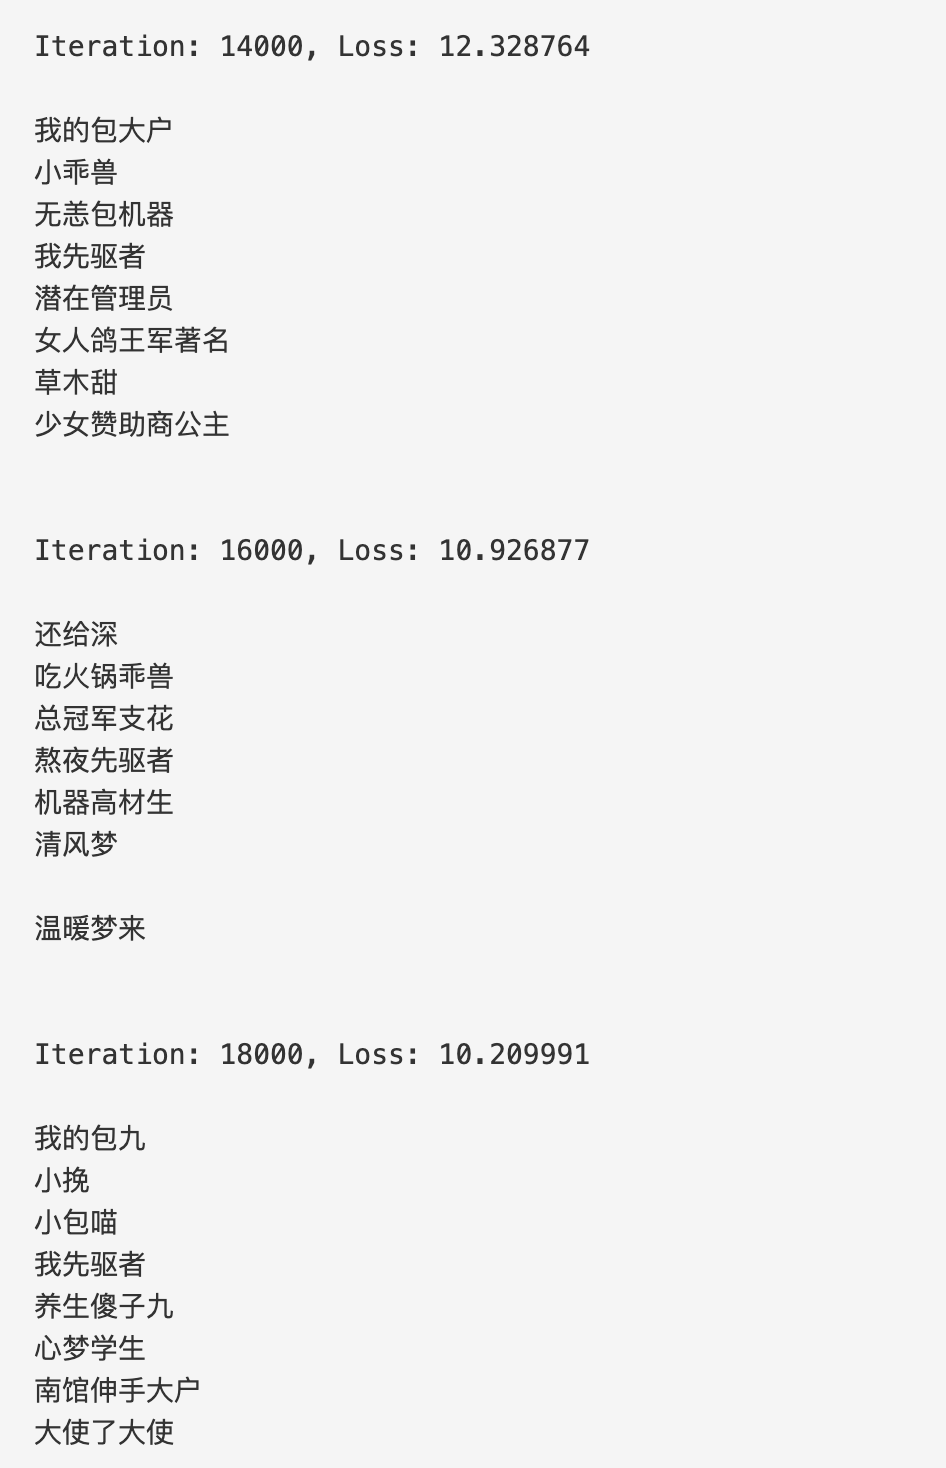 Iteration: 14000, Loss: 12.328764
我的包大户
小乖兽
无恙包机器
我先驱者
潜在管理员
女人鸽王军著名
草木甜
少女赞助商公主
Iteration: 16000, Loss: 10.926877
还给深
吃火锅乖兽
总冠军支花
熬夜先驱者
机器高材生
清风梦
温暖梦来
Iteration: 18000, Loss: 10.209991
我的包九
小挽
小包喵
我先驱者
养生傻子九
心梦学生
南馆伸手大户
大使了大使